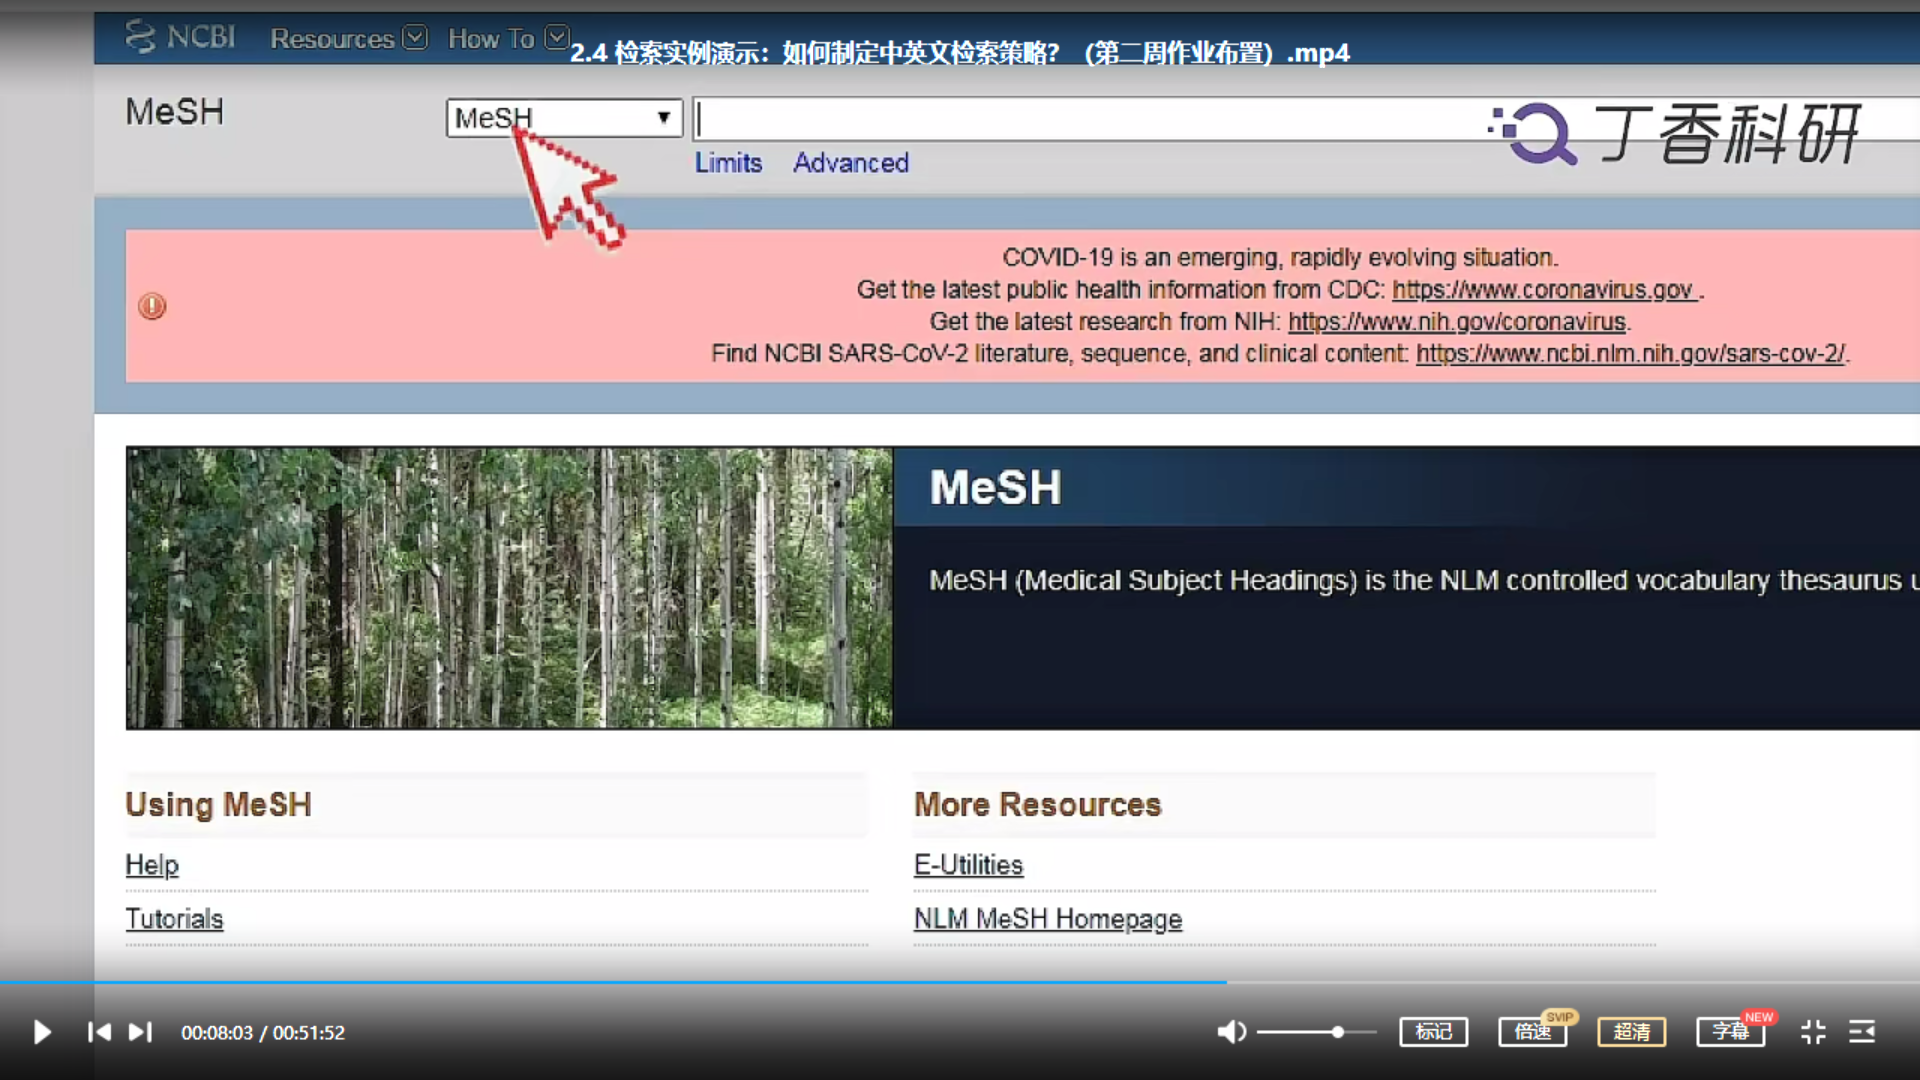 NCBI Resources How To
2.4 检索实例演示：如何制定中英文检索策略？（第二周作业布置）.mp4
MeSH
MeSH
丁香科研
Limits Advanced
COVID-19 is an emerging, rapidly evolving situation.
Get the latest public health information from CDC: https://www.coronavirus.gov .
Get the latest research from NIH: https://www.nih.gov/coronavirus.
Find NCBI SARS-CoV-2 literature, sequence, and clinical content: https://www.ncbi.nlm.nih.gov/sars-cov-2/.
MeSH
MeSH (Medical Subject Headings) is the NLM controlled vocabulary thesaurus
Using MeSH
Help
Tutorials
More Resources
E-Utilities
NLM MeSH Homepage
00:08:03 / 00:51:52
标记
倍速
SVIP
超清
字幕
NEW